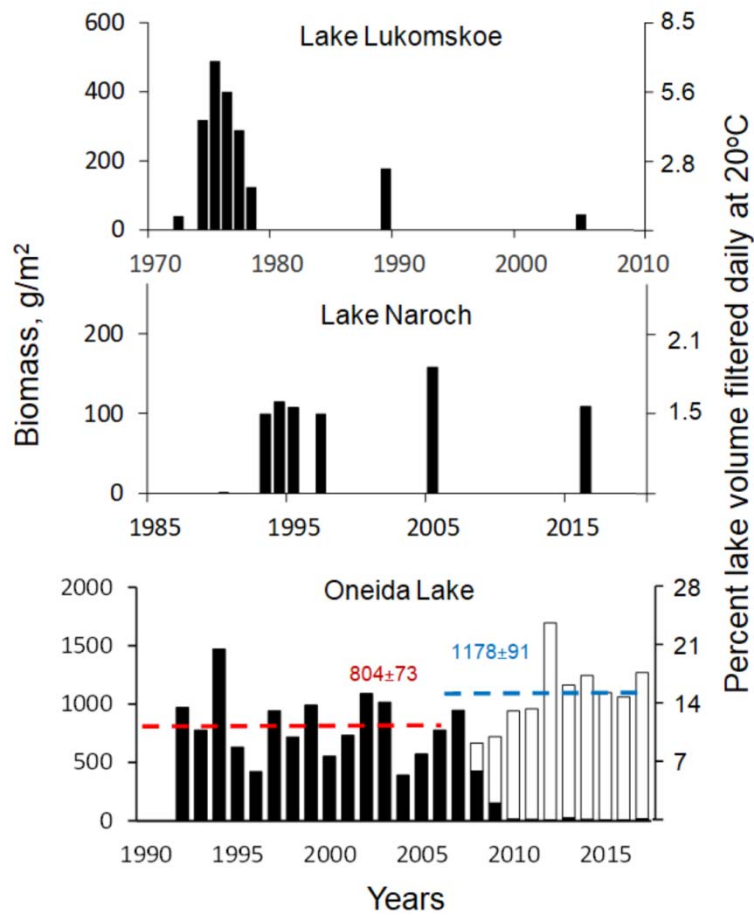 Lake Lukomskoe
600
400
200
0
8.5
5.6
2.8
1970 1980 1990 2000 2010
Lake Naroch
200
100
0
2.1
1.5
1985 1995 2005 2015
Oneida Lake
2000
1500
1000
500
0
28
21
14
7
804±73
1178±91
1990 1995 2000 2005 2010 2015
Years
Biomass, g/m²
Percent lake volume filtered daily at 20ºC